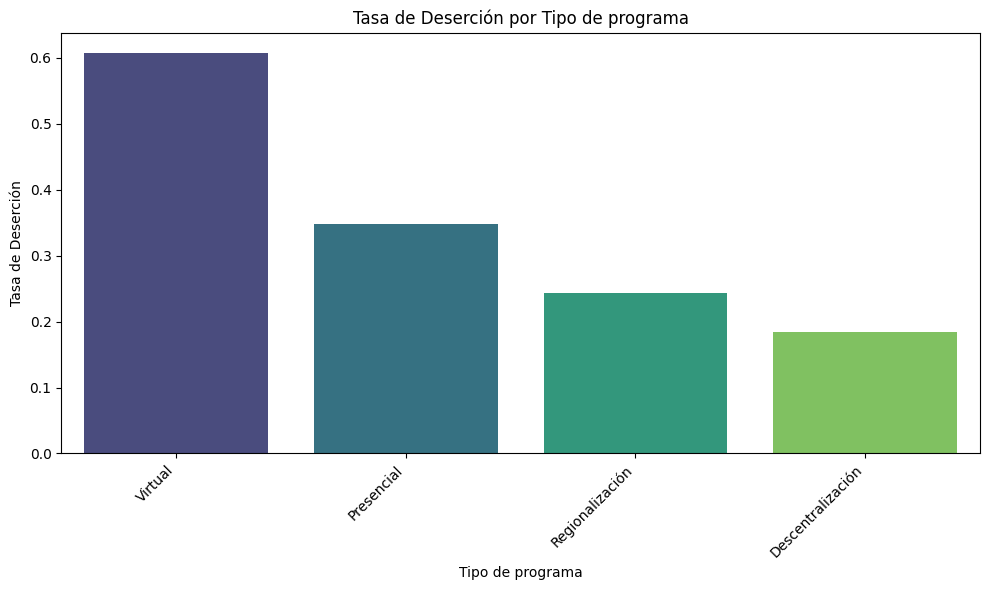 Tasa de Deserción por Tipo de programa
Tasa de Deserción
0.6
0.5
0.4
0.3
0.2
0.1
0.0
Virtual
Presencial
Regionalización
Descentralización
Tipo de programa